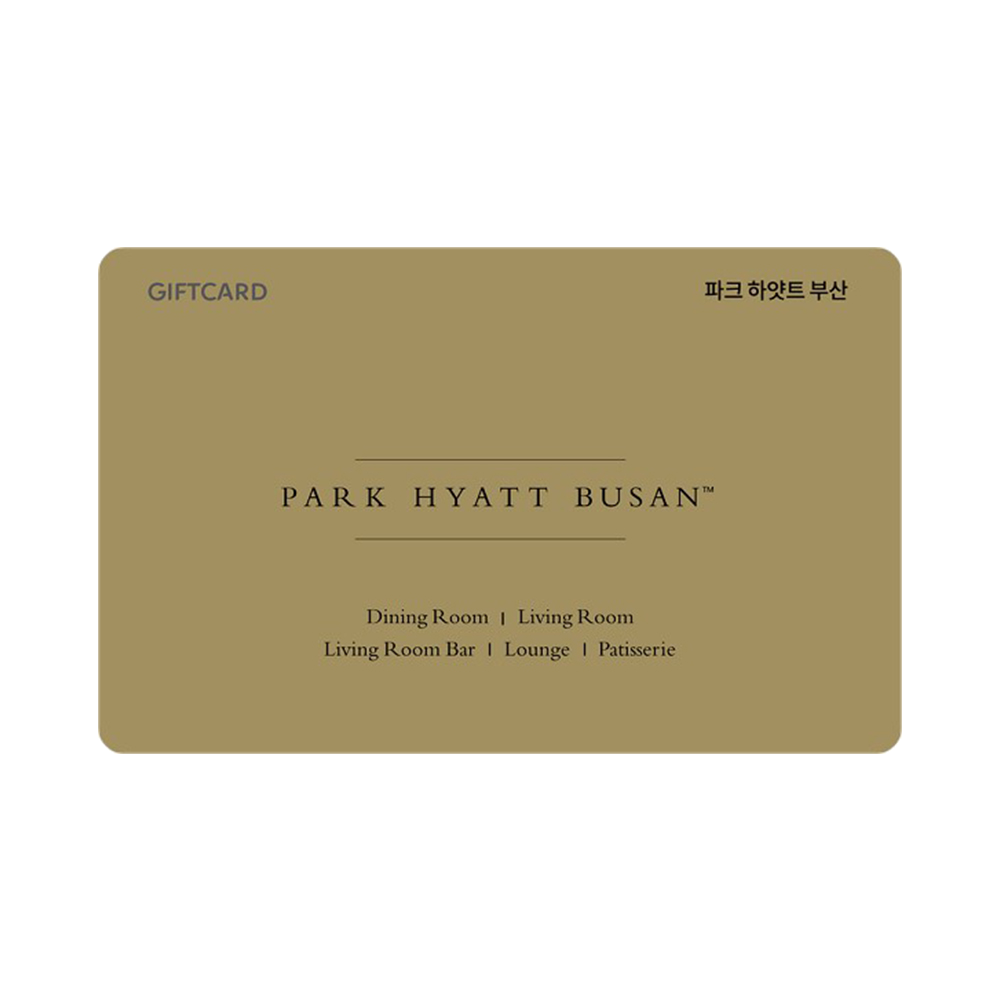 GIFTCARD
파크 하얏트 부산
PARK HYATT BUSAN™
Dining Room | Living Room
Living Room Bar | Lounge | Patisserie